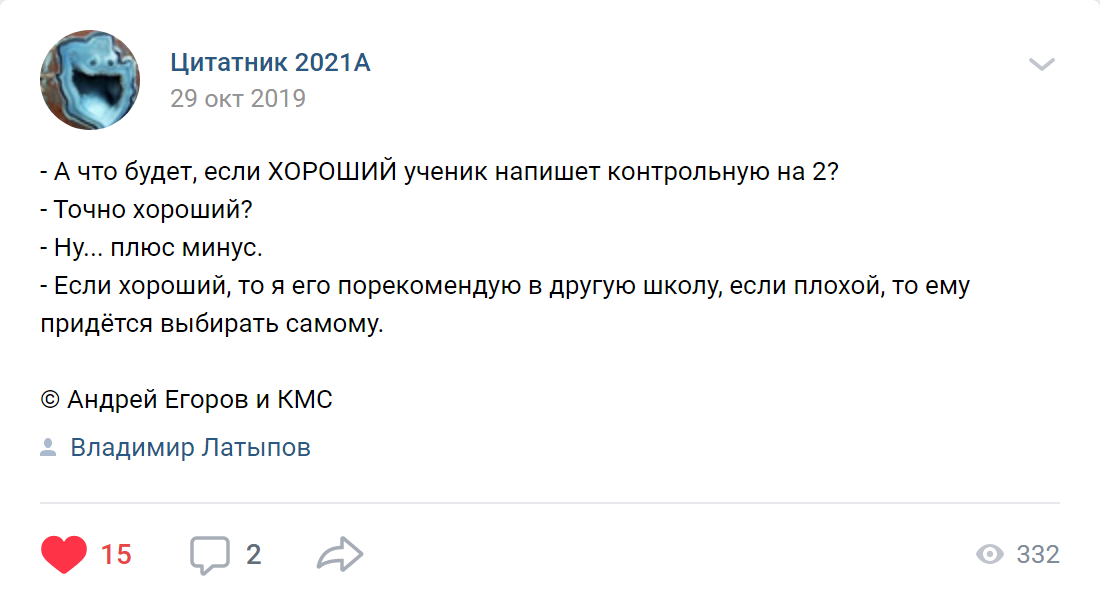 Цитатник 2021А
29 окт 2019
- А что будет, если ХОРОШИЙ ученик напишет контрольную на 2?
- Точно хороший?
- Ну... плюс минус.
- Если хороший, то я его порекомендую в другую школу, если плохой, то ему
придётся выбирать самому.
© Андрей Егоров и КМС
Владимир Латыпов
15
2
332